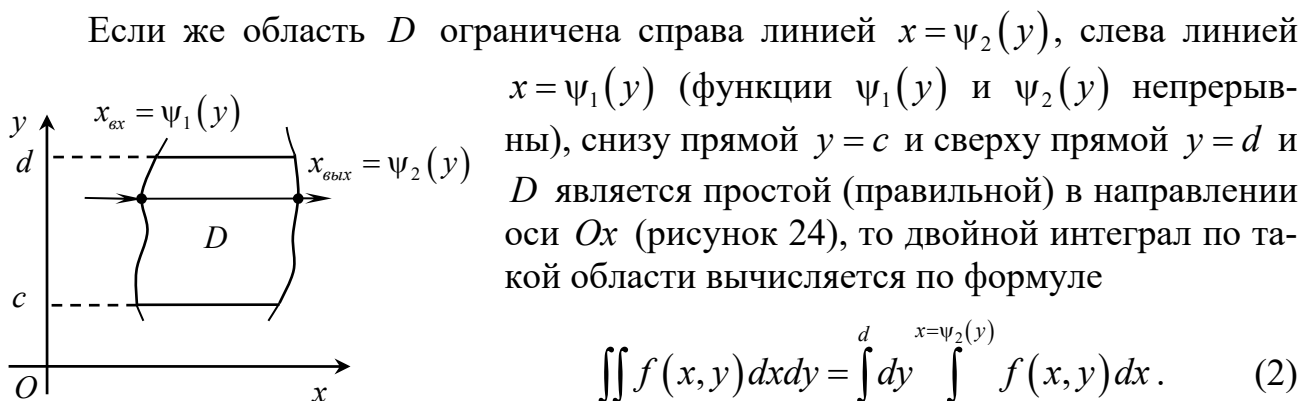 Если же область D ограничена справа линией x = ψ₂(y), слева линией
x = ψ₁(y) (функции ψ₁(y) и ψ₂(y) непрерыв-
ны), снизу прямой y = c и сверху прямой y = d и
D является простой (правильной) в направлении
оси Ox (рисунок 24), то двойной интеграл по та-
кой области вычисляется по формуле
y
x_вх = ψ₁(y)
d
x_вых = ψ₂(y)
D
c
O
x
d x=ψ₂(y)
∬ f(x, y)dxdy = ∫ dy ∫ f(x, y)dx. (2)